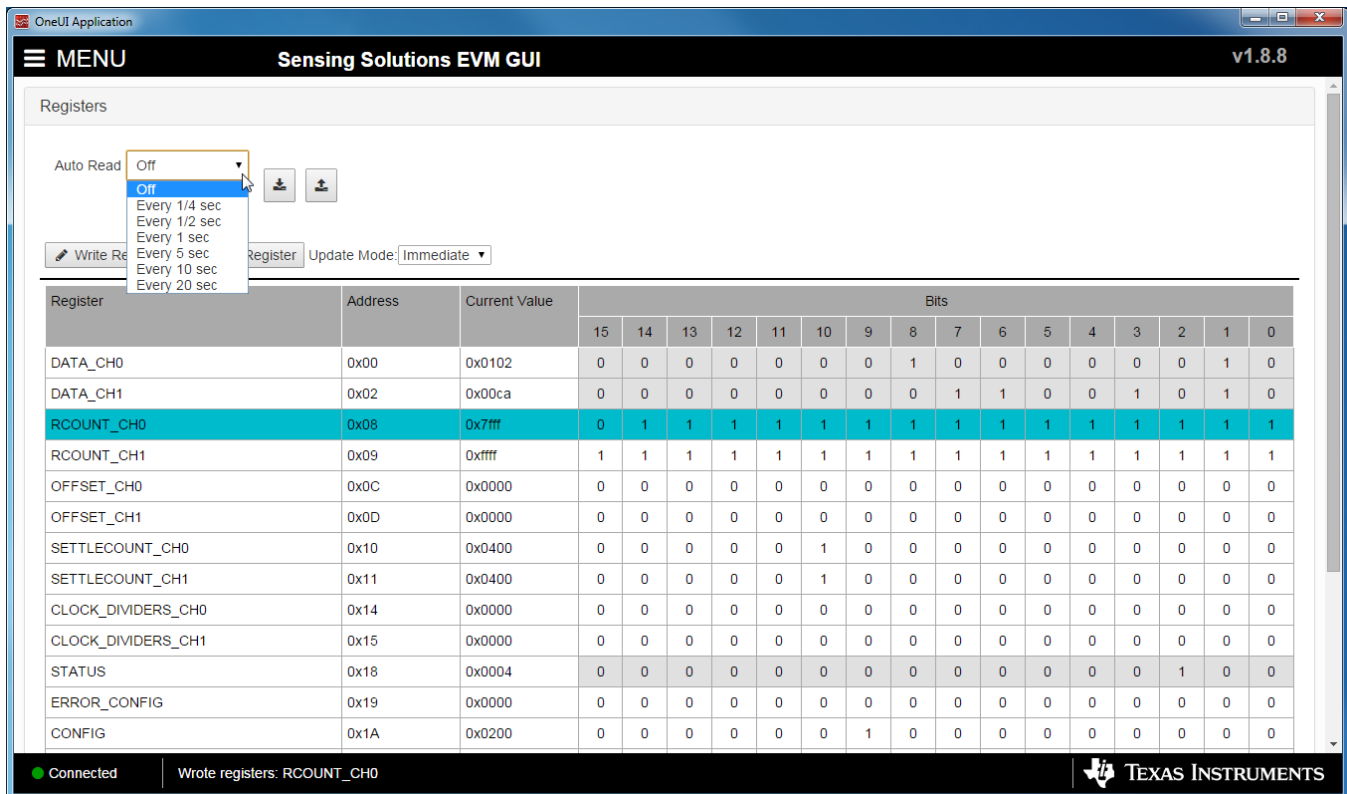 OneUI Application
MENU Sensing Solutions EVM GUI v1.8.8
Registers
Auto Read Off
Off
Every 1/4 sec
Every 1/2 sec
Every 1 sec
Every 5 sec
Every 10 sec
Every 20 sec
Write Re Register Update Mode: Immediate
Register Address Current Value Bits
15 14 13 12 11 10 9 8 7 6 5 4 3 2 1 0
DATA_CH0 0x00 0x0102 0 0 0 0 0 0 0 1 0 0 0 0 0 0 1 0
DATA_CH1 0x02 0x00ca 0 0 0 0 0 0 0 0 1 1 0 0 1 0 1 0
RCOUNT_CH0 0x08 0x7fff 0 1 1 1 1 1 1 1 1 1 1 1 1 1 1 1
RCOUNT_CH1 0x09 0xffff 1 1 1 1 1 1 1 1 1 1 1 1 1 1 1 1
OFFSET_CH0 0x0C 0x0000 0 0 0 0 0 0 0 0 0 0 0 0 0 0 0 0
OFFSET_CH1 0x0D 0x0000 0 0 0 0 0 0 0 0 0 0 0 0 0 0 0 0
SETTLECOUNT_CH0 0x10 0x0400 0 0 0 0 0 1 0 0 0 0 0 0 0 0 0 0
SETTLECOUNT_CH1 0x11 0x0400 0 0 0 0 0 1 0 0 0 0 0 0 0 0 0 0
CLOCK_DIVIDERS_CH0 0x14 0x0000 0 0 0 0 0 0 0 0 0 0 0 0 0 0 0 0
CLOCK_DIVIDERS_CH1 0x15 0x0000 0 0 0 0 0 0 0 0 0 0 0 0 0 0 0 0
STATUS 0x18 0x0004 0 0 0 0 0 0 0 0 0 0 0 0 0 1 0 0
ERROR_CONFIG 0x19 0x0000 0 0 0 0 0 0 0 0 0 0 0 0 0 0 0 0
CONFIG 0x1A 0x0200 0 0 0 0 0 0 1 0 0 0 0 0 0 0 0 0
Connected Wrote registers: RCOUNT_CH0 TEXAS INSTRUMENTS